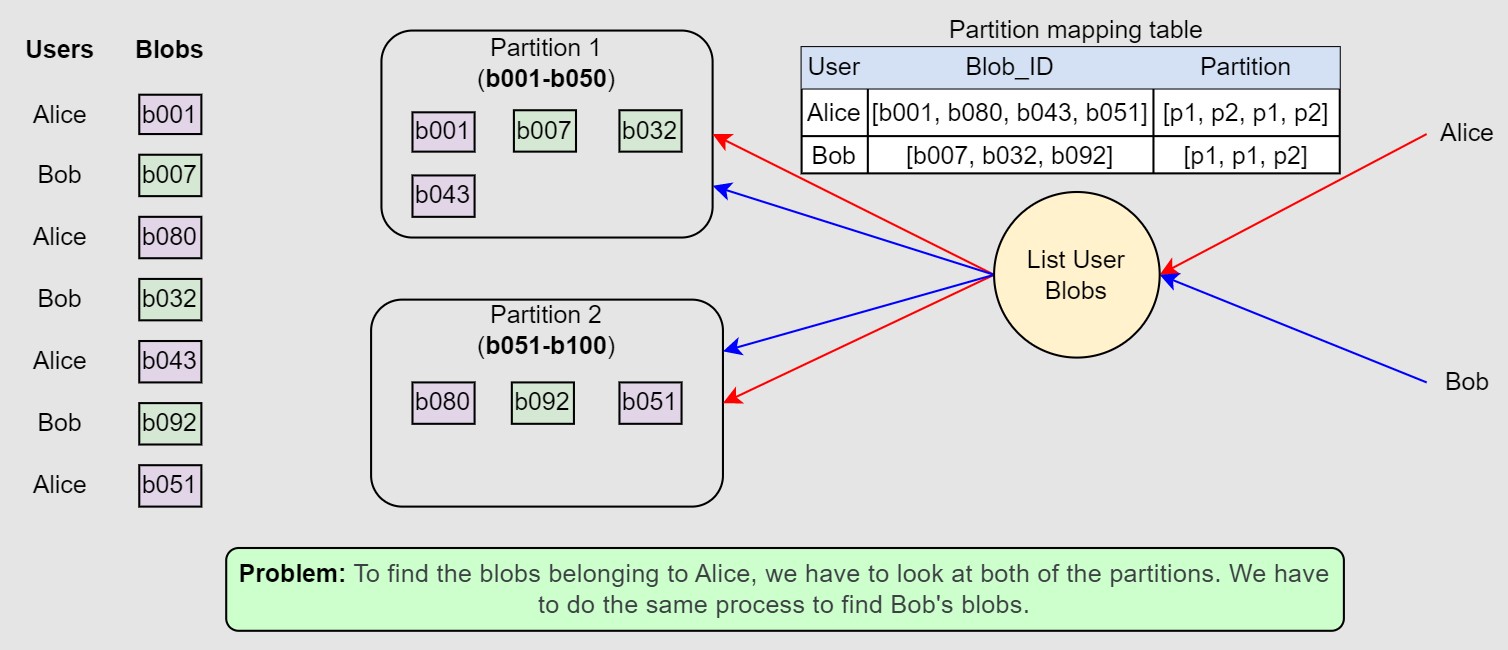 Users Blobs
Alice b001
Bob b007
Alice b080
Bob b032
Alice b043
Bob b092
Alice b051
Partition 1
(b001-b050)
b001 b007 b032
b043
Partition 2
(b051-b100)
b080 b092 b051
Partition mapping table
User Blob_ID Partition
Alice [b001, b080, b043, b051] [p1, p2, p1, p2]
Bob [b007, b032, b092] [p1, p1, p2]
List User
Blobs
Alice
Bob
Problem: To find the blobs belonging to Alice, we have to look at both of the partitions. We have
to do the same process to find Bob's blobs.